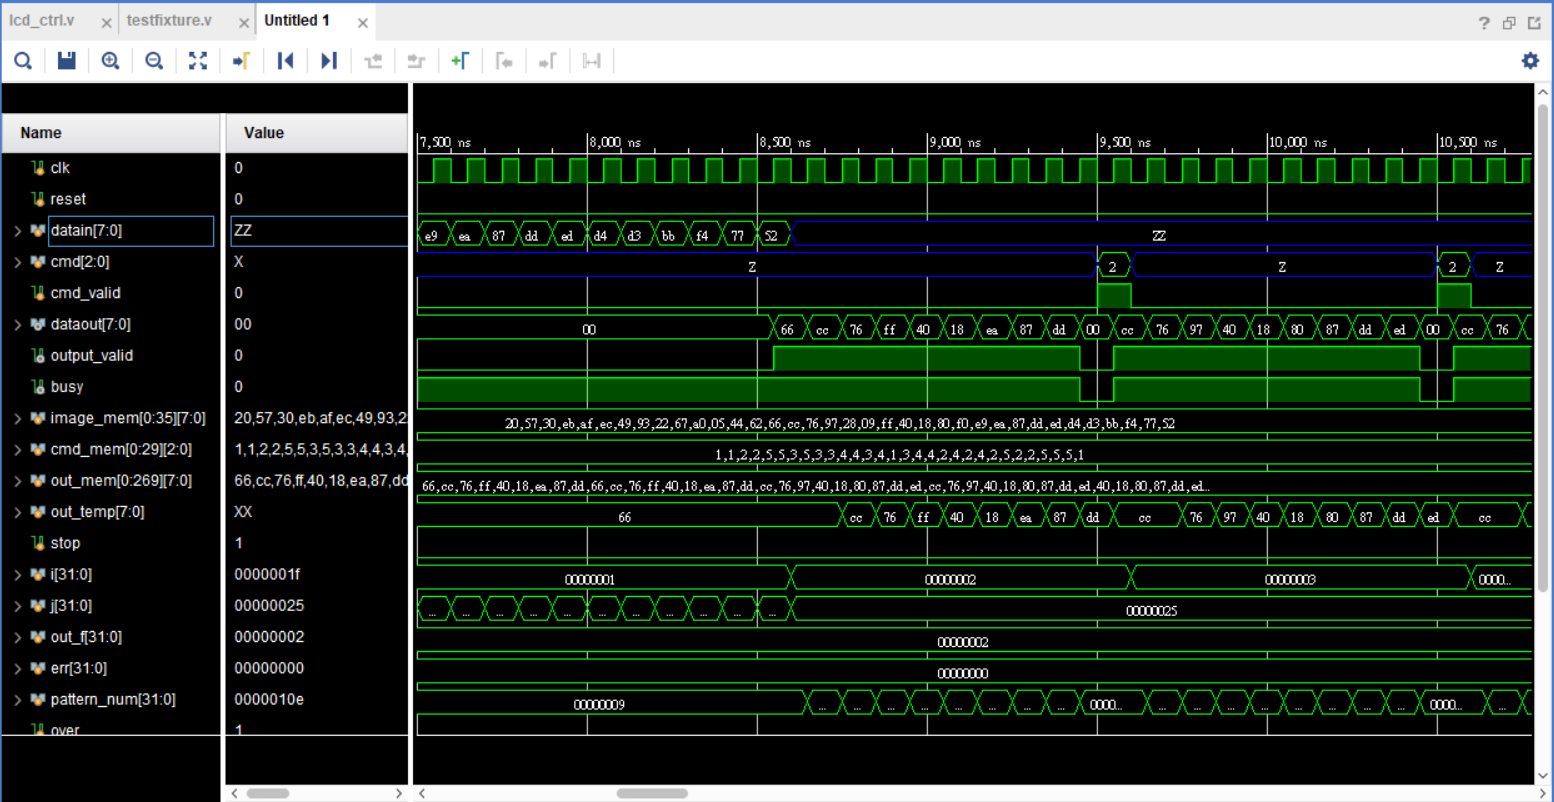 lcd_ctrl.v × testfixture.v × Untitled 1 ×
?
Name Value
7,500 ns 8,000 ns 8,500 ns 9,000 ns 9,500 ns 10,000 ns 10,500 ns
clk 0
reset 0
datain[7:0] ZZ e9 ea 87 dd ed d4 d3 bb f4 77 52 ZZ
cmd[2:0] X Z 2 Z 2 Z
cmd_valid 0
dataout[7:0] 00 00 66 cc 76 ff 40 18 ea 87 dd 00 cc 76 97 40 18 80 87 dd ed 00 cc 76
output_valid 0
busy 0
image_mem[0:35][7:0] 20,57,30,eb,af,ec,49,93,2 20,57,30,eb,af,ec,49,93,22,67,a0,05,44,62,66,cc,76,97,28,09,ff,40,18,80,f0,e9,ea,87,dd,ed,d4,d3,bb,f4,77,52
cmd_mem[0:29][2:0] 1,1,2,2,5,5,3,5,3,3,4,4,3,4, 1,1,2,2,5,5,3,5,3,3,4,4,3,4,1,3,4,4,2,4,2,4,2,5,2,2,5,5,5,1
out_mem[0:269][7:0] 66,cc,76,ff,40,18,ea,87,dd 66,cc,76,ff,40,18,ea,87,dd,66,cc,76,ff,40,18,ea,87,dd,cc,76,97,40,18,80,87,dd,ed,cc,76,97,40,18,80,87,dd,ed,40,18,80,87,dd,ed...
out_temp[7:0] XX 66 cc 76 ff 40 18 ea 87 dd cc 76 97 40 18 80 87 dd ed cc
stop 1
i[31:0] 0000001f 00000001 00000002 00000003 0000...
j[31:0] 00000025 ... ... ... ... ... ... ... ... ... ... ... 00000025
out_f[31:0] 00000002 00000002
err[31:0] 00000000 00000000
pattern_num[31:0] 0000010e 00000009 ... ... ... ... ... ... ... ... 0000... ... ... ... ... ... ... ... ... 0000... ...
over 1